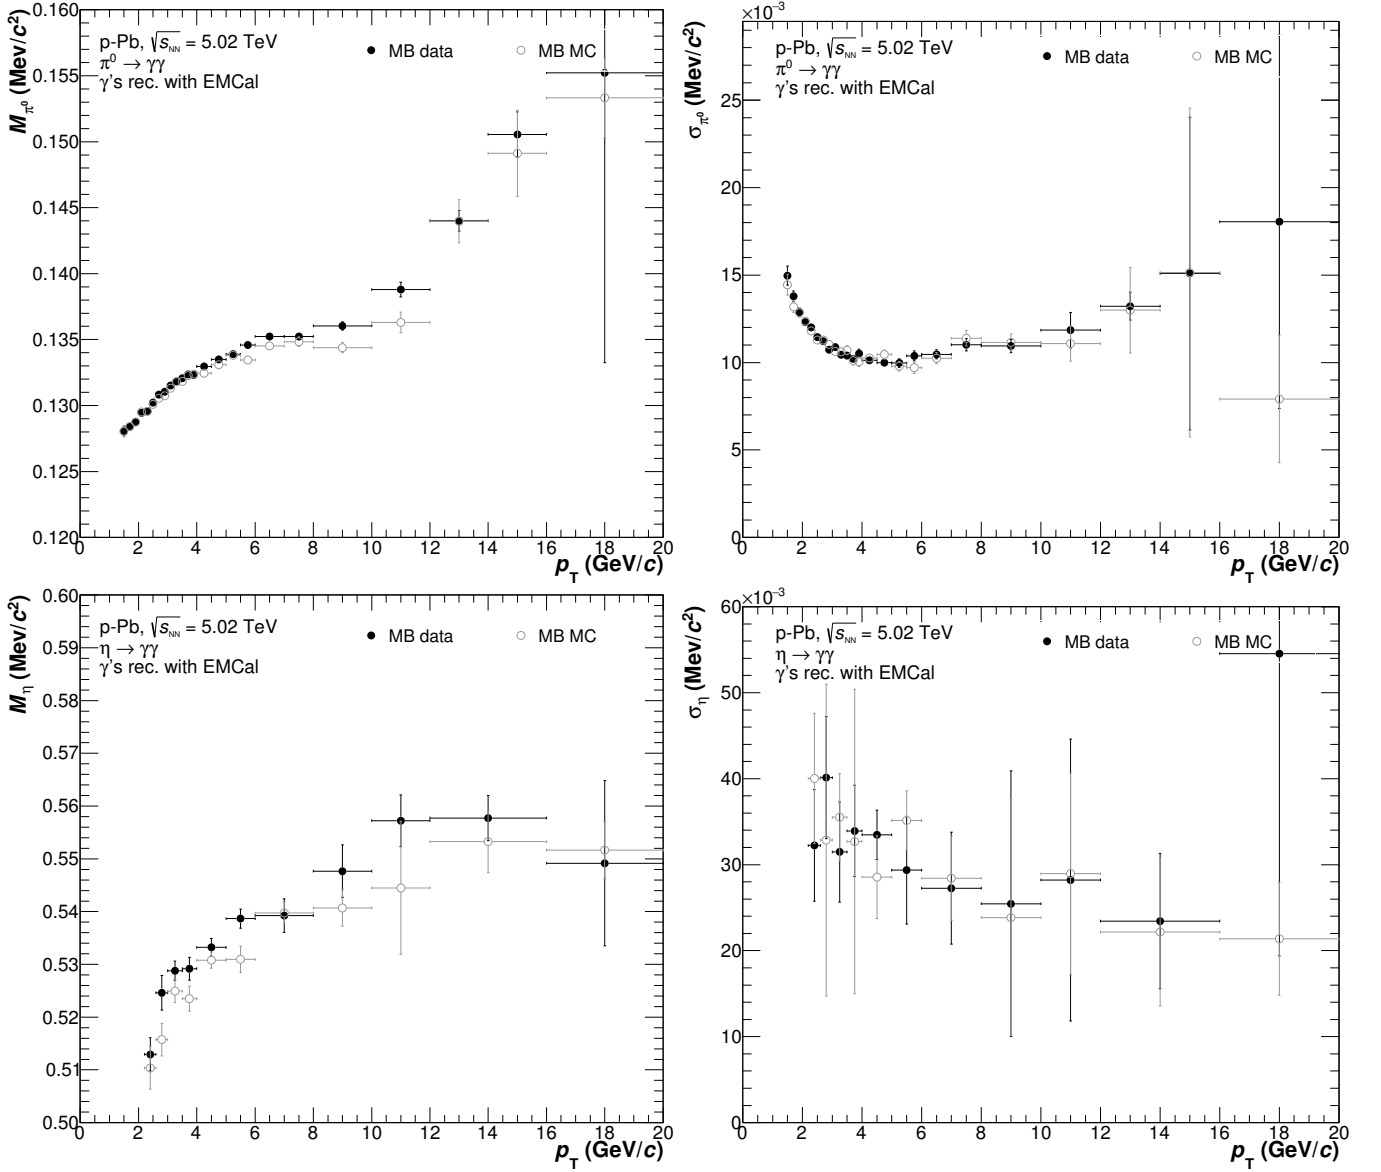 0.160
0.155
0.150
0.145
0.140
0.135
0.130
0.125
0.120
M_π⁰ (Mev/c²)
p-Pb, √s_NN = 5.02 TeV
π⁰ → γγ
γ's rec. with EMCal
MB data
MB MC
0 2 4 6 8 10 12 14 16 18 20
p_T (GeV/c)
×10⁻³
25
20
15
10
5
0
σ_π⁰ (Mev/c²)
p-Pb, √s_NN = 5.02 TeV
π⁰ → γγ
γ's rec. with EMCal
MB data
MB MC
0 2 4 6 8 10 12 14 16 18 20
p_T (GeV/c)
0.60
0.59
0.58
0.57
0.56
0.55
0.54
0.53
0.52
0.51
0.50
M_η (Mev/c²)
p-Pb, √s_NN = 5.02 TeV
η → γγ
γ's rec. with EMCal
MB data
MB MC
0 2 4 6 8 10 12 14 16 18 20
p_T (GeV/c)
60
×10⁻³
50
40
30
20
10
0
σ_η (Mev/c²)
p-Pb, √s_NN = 5.02 TeV
η → γγ
γ's rec. with EMCal
MB data
MB MC
0 2 4 6 8 10 12 14 16 18 20
p_T (GeV/c)